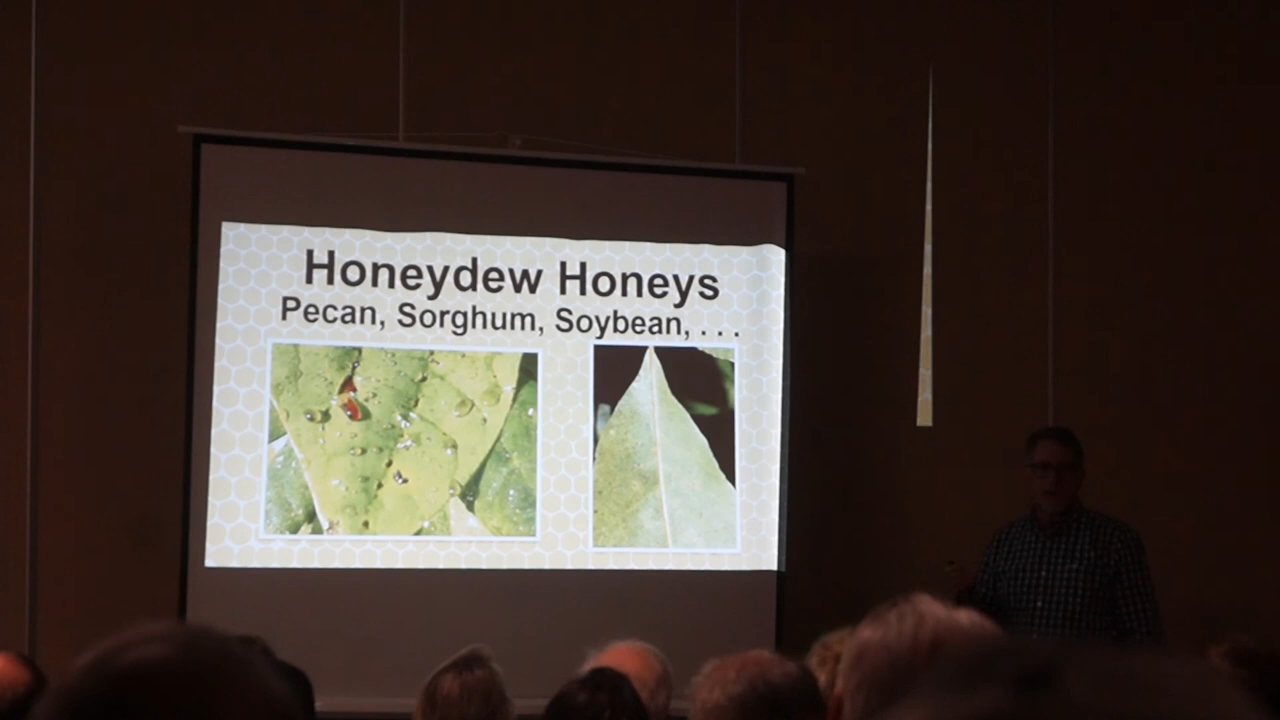 Honeydew Honeys
Pecan, Sorghum, Soybean, . . .